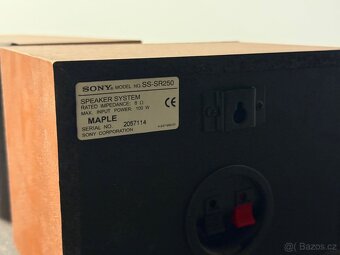 SONY® MODEL NO. SS-SR250
SPEAKER SYSTEM
RATED IMPEDANCE 8 Ω
MAX. INPUT POWER. 100 W
MAPLE
SERIAL NO. 2057114
SONY CORPORATION
CE
Bazos.cz